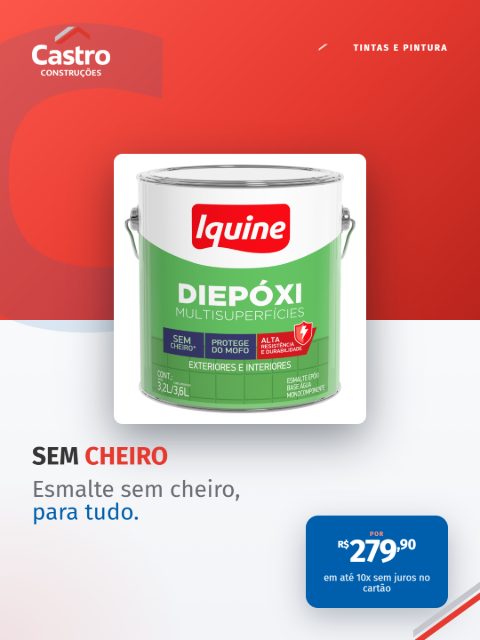 Castro
CONSTRUÇÕES
TINTAS E PINTURA
Iquine
DIEPÓXI
MULTISUPERFÍCIES
SEM CHEIRO*
PROTEGE DO MOFO
ALTA RESISTÊNCIA E DURABILIDADE
EXTERIORES E INTERIORES
CONT.:
3,2L/3,6L
ESMALTE EPÓXI
BASE ÁGUA
MONOCOMPONENTE
SEM CHEIRO
Esmalte sem cheiro,
para tudo.
POR
R$279,90
em até 10x sem juros no
cartão